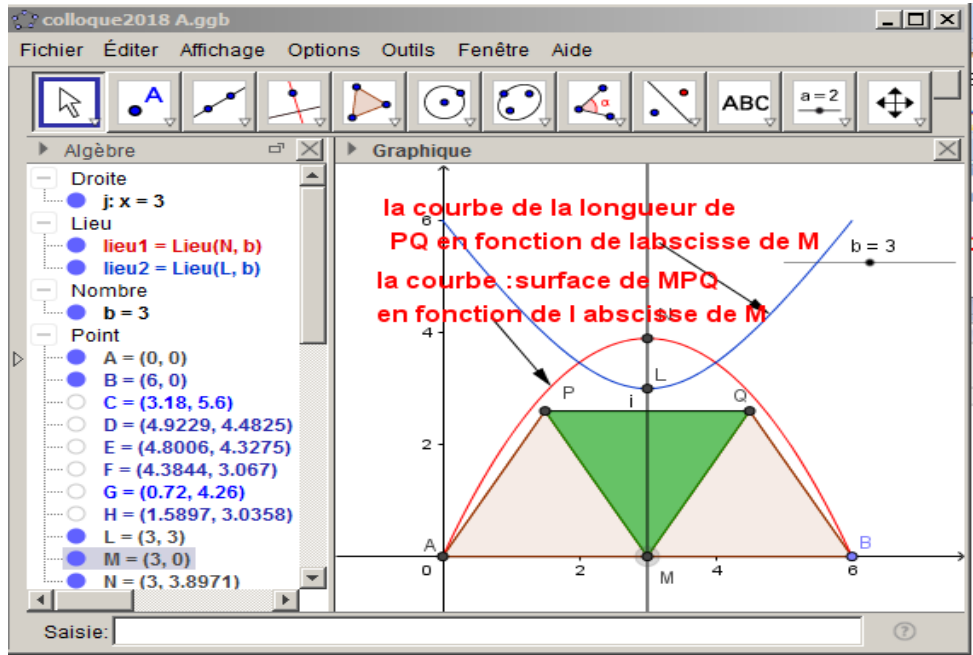 colloque2018 A.ggb
Fichier Éditer Affichage Options Outils Fenêtre Aide
A α ABC a = 2
Algèbre
Graphique
Droite
j: x = 3
Lieu
lieu1 = Lieu(N, b)
lieu2 = Lieu(L, b)
Nombre
b = 3
Point
A = (0, 0)
B = (6, 0)
C = (3.18, 5.6)
D = (4.9229, 4.4825)
E = (4.8006, 4.3275)
F = (4.3844, 3.067)
G = (0.72, 4.26)
H = (1.5897, 3.0358)
L = (3, 3)
M = (3, 0)
N = (3, 3.8971)
la courbe de la longueur de
PQ en fonction de labscisse de M
b = 3
la courbe :surface de MPQ
en fonction de l abscisse de M
6
4
2
L
P
i
Q
A
B
0
2
M
4
6
Saisie:
?